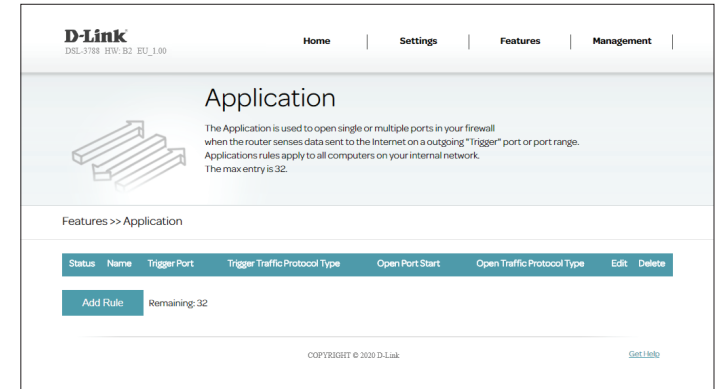 D-Link
DSL-3788 HW: B2 EU_1.00
Home Settings Features Management
Application
The Application is used to open single or multiple ports in your firewall
when the router senses data sent to the Internet on a outgoing "Trigger" port or port range.
Applications rules apply to all computers on your internal network.
The max entry is 32.
Features >> Application
Status Name Trigger Port Trigger Traffic Protocol Type Open Port Start Open Traffic Protocol Type Edit Delete
Add Rule Remaining: 32
COPYRIGHT © 2020 D-Link Get Help